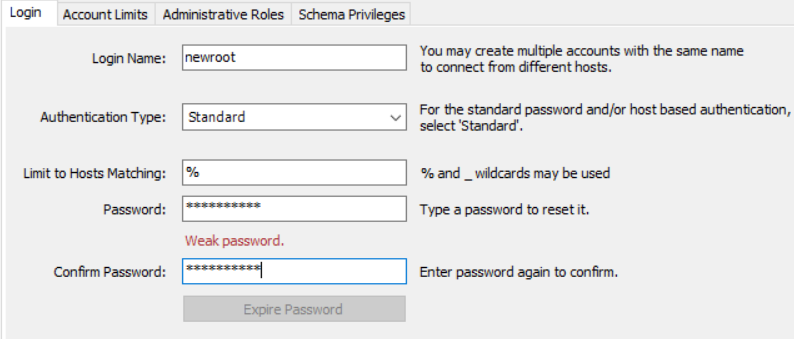 Login Account Limits Administrative Roles Schema Privileges
Login Name: newroot You may create multiple accounts with the same name
to connect from different hosts.
Authentication Type: Standard For the standard password and/or host based authentication,
select 'Standard'.
Limit to Hosts Matching: % % and _ wildcards may be used
Password: ********** Type a password to reset it.
Weak password.
Confirm Password: ********** Enter password again to confirm.
Expire Password